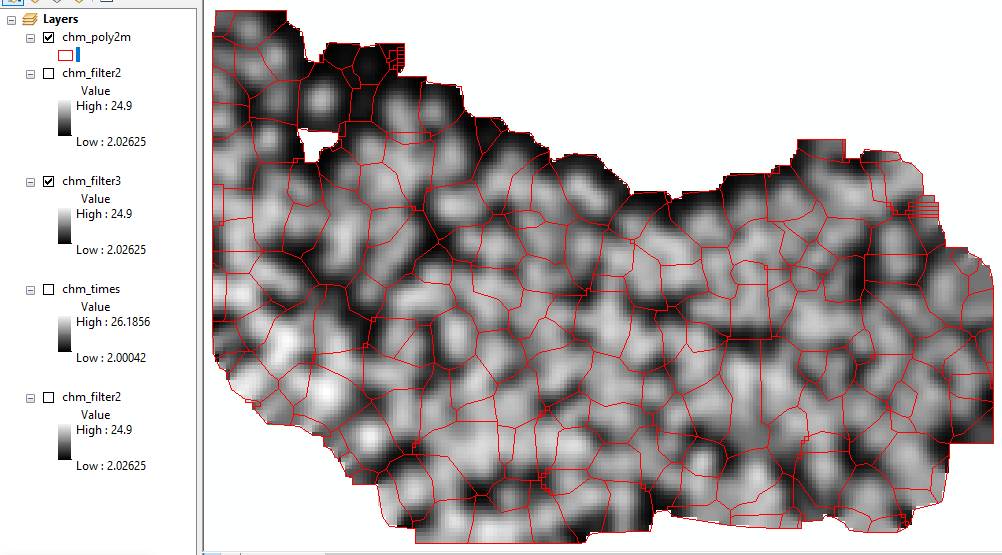 Layers
chm_poly2m
chm_filter2
Value
High : 24.9
Low : 2.02625
chm_filter3
Value
High : 24.9
Low : 2.02625
chm_times
Value
High : 26.1856
Low : 2.00042
chm_filter2
Value
High : 24.9
Low : 2.02625